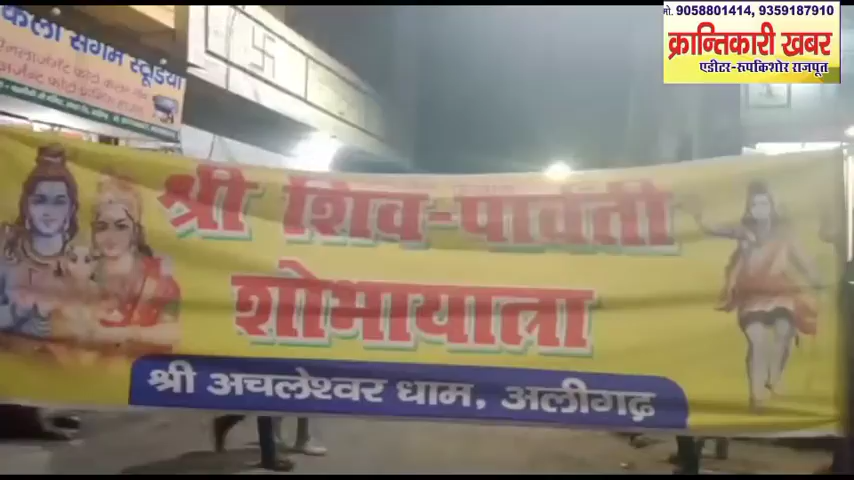 मो. 9058801414, 9359187910
क्रान्तिकारी खबर
एडीटर-रूपकिशोर राजपूत
कला संगम स्टूडियो
श्री शिव-पार्वती
शोभायात्रा
श्री अचलेश्वर धाम, अलीगढ़